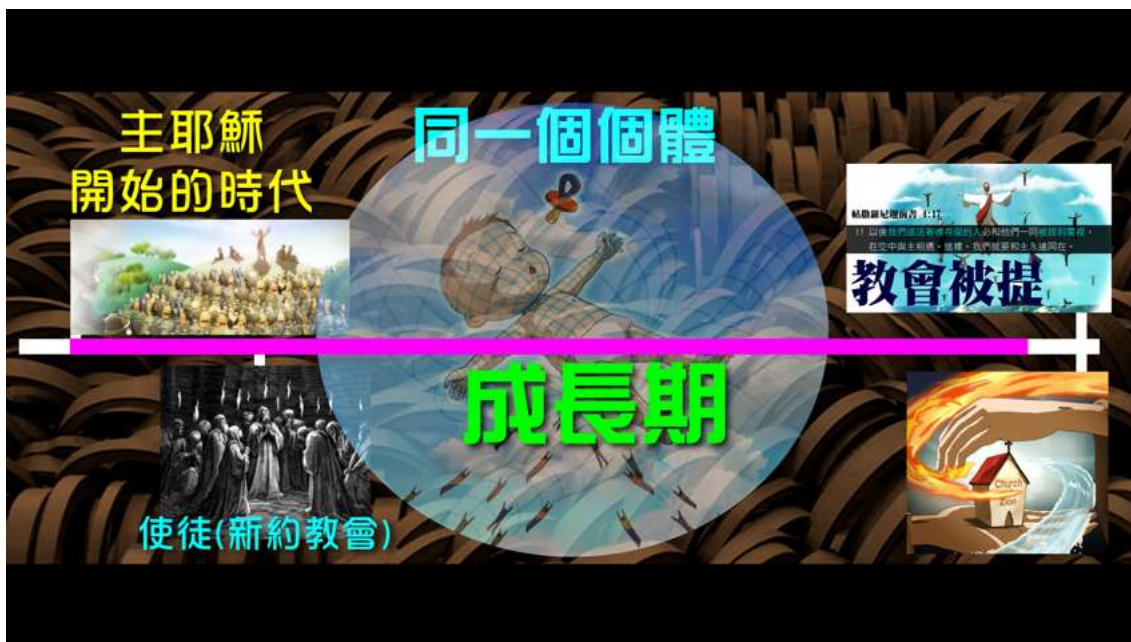 主耶穌
開始的時代
同一個個體
帖撒羅尼迦前書 4:17
17 以後我們這活著還存留的人必和他們一同被提到雲裡,
在空中與主相遇。這樣,我們就要和主永遠同在。
教會被提
成長期
使徒(新約教會)
Church
Zion